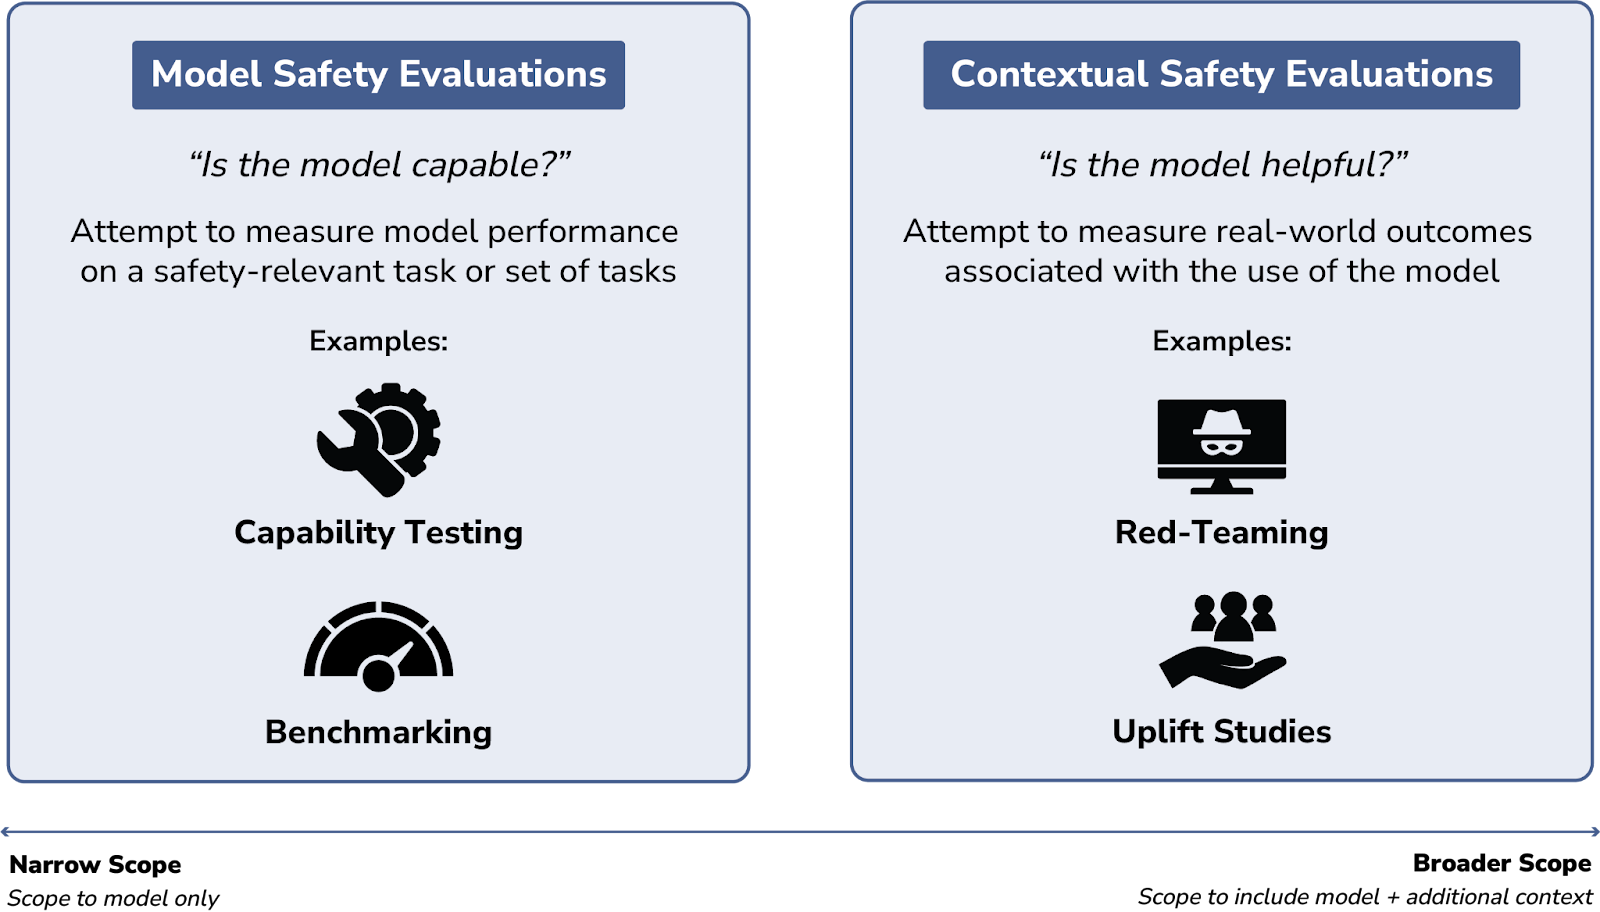 Model Safety Evaluations
“Is the model capable?”
Attempt to measure model performance
on a safety-relevant task or set of tasks
Examples:
Capability Testing
Benchmarking
Contextual Safety Evaluations
“Is the model helpful?”
Attempt to measure real-world outcomes
associated with the use of the model
Examples:
Red-Teaming
Uplift Studies
Narrow Scope
Scope to model only
Broader Scope
Scope to include model + additional context